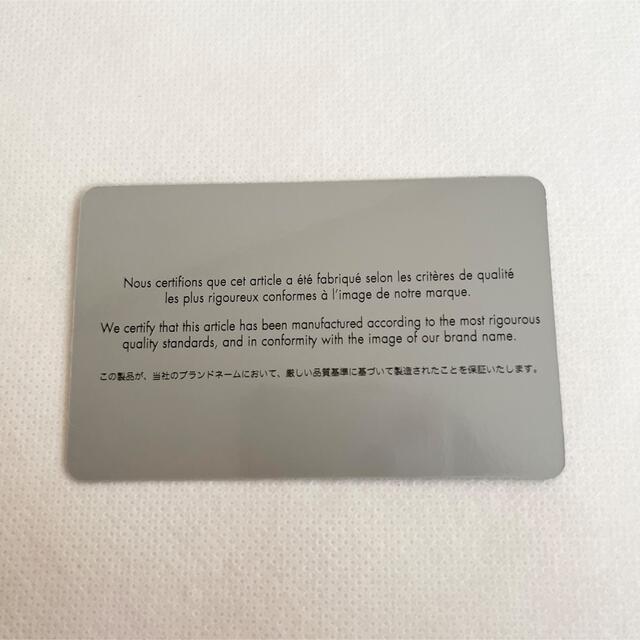 Nous certifions que cet article a été fabriqué selon les critères de qualité
les plus rigoureux conformes à l'image de notre marque.
We certify that this article has been manufactured according to the most rigourous
quality standards, and in conformity with the image of our brand name.
この製品が、当社のブランドネームにおいて、厳しい品質基準に基づいて製造されたことを保証いたします。